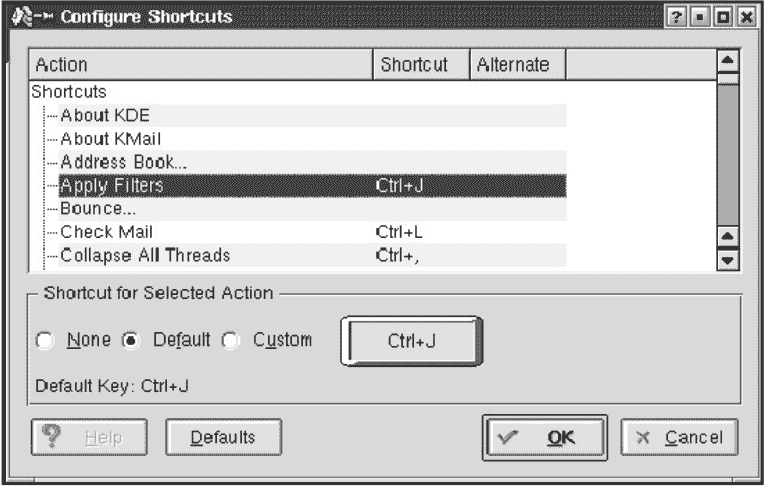 Configure Shortcuts ?
Action Shortcut Alternate
Shortcuts
About KDE
About KMail
Address Book...
Apply Filters Ctrl+J
Bounce...
Check Mail Ctrl+L
Collapse All Threads Ctrl+,
Shortcut for Selected Action
None Default Custom Ctrl+J
Default Key: Ctrl+J
? Help Defaults OK Cancel